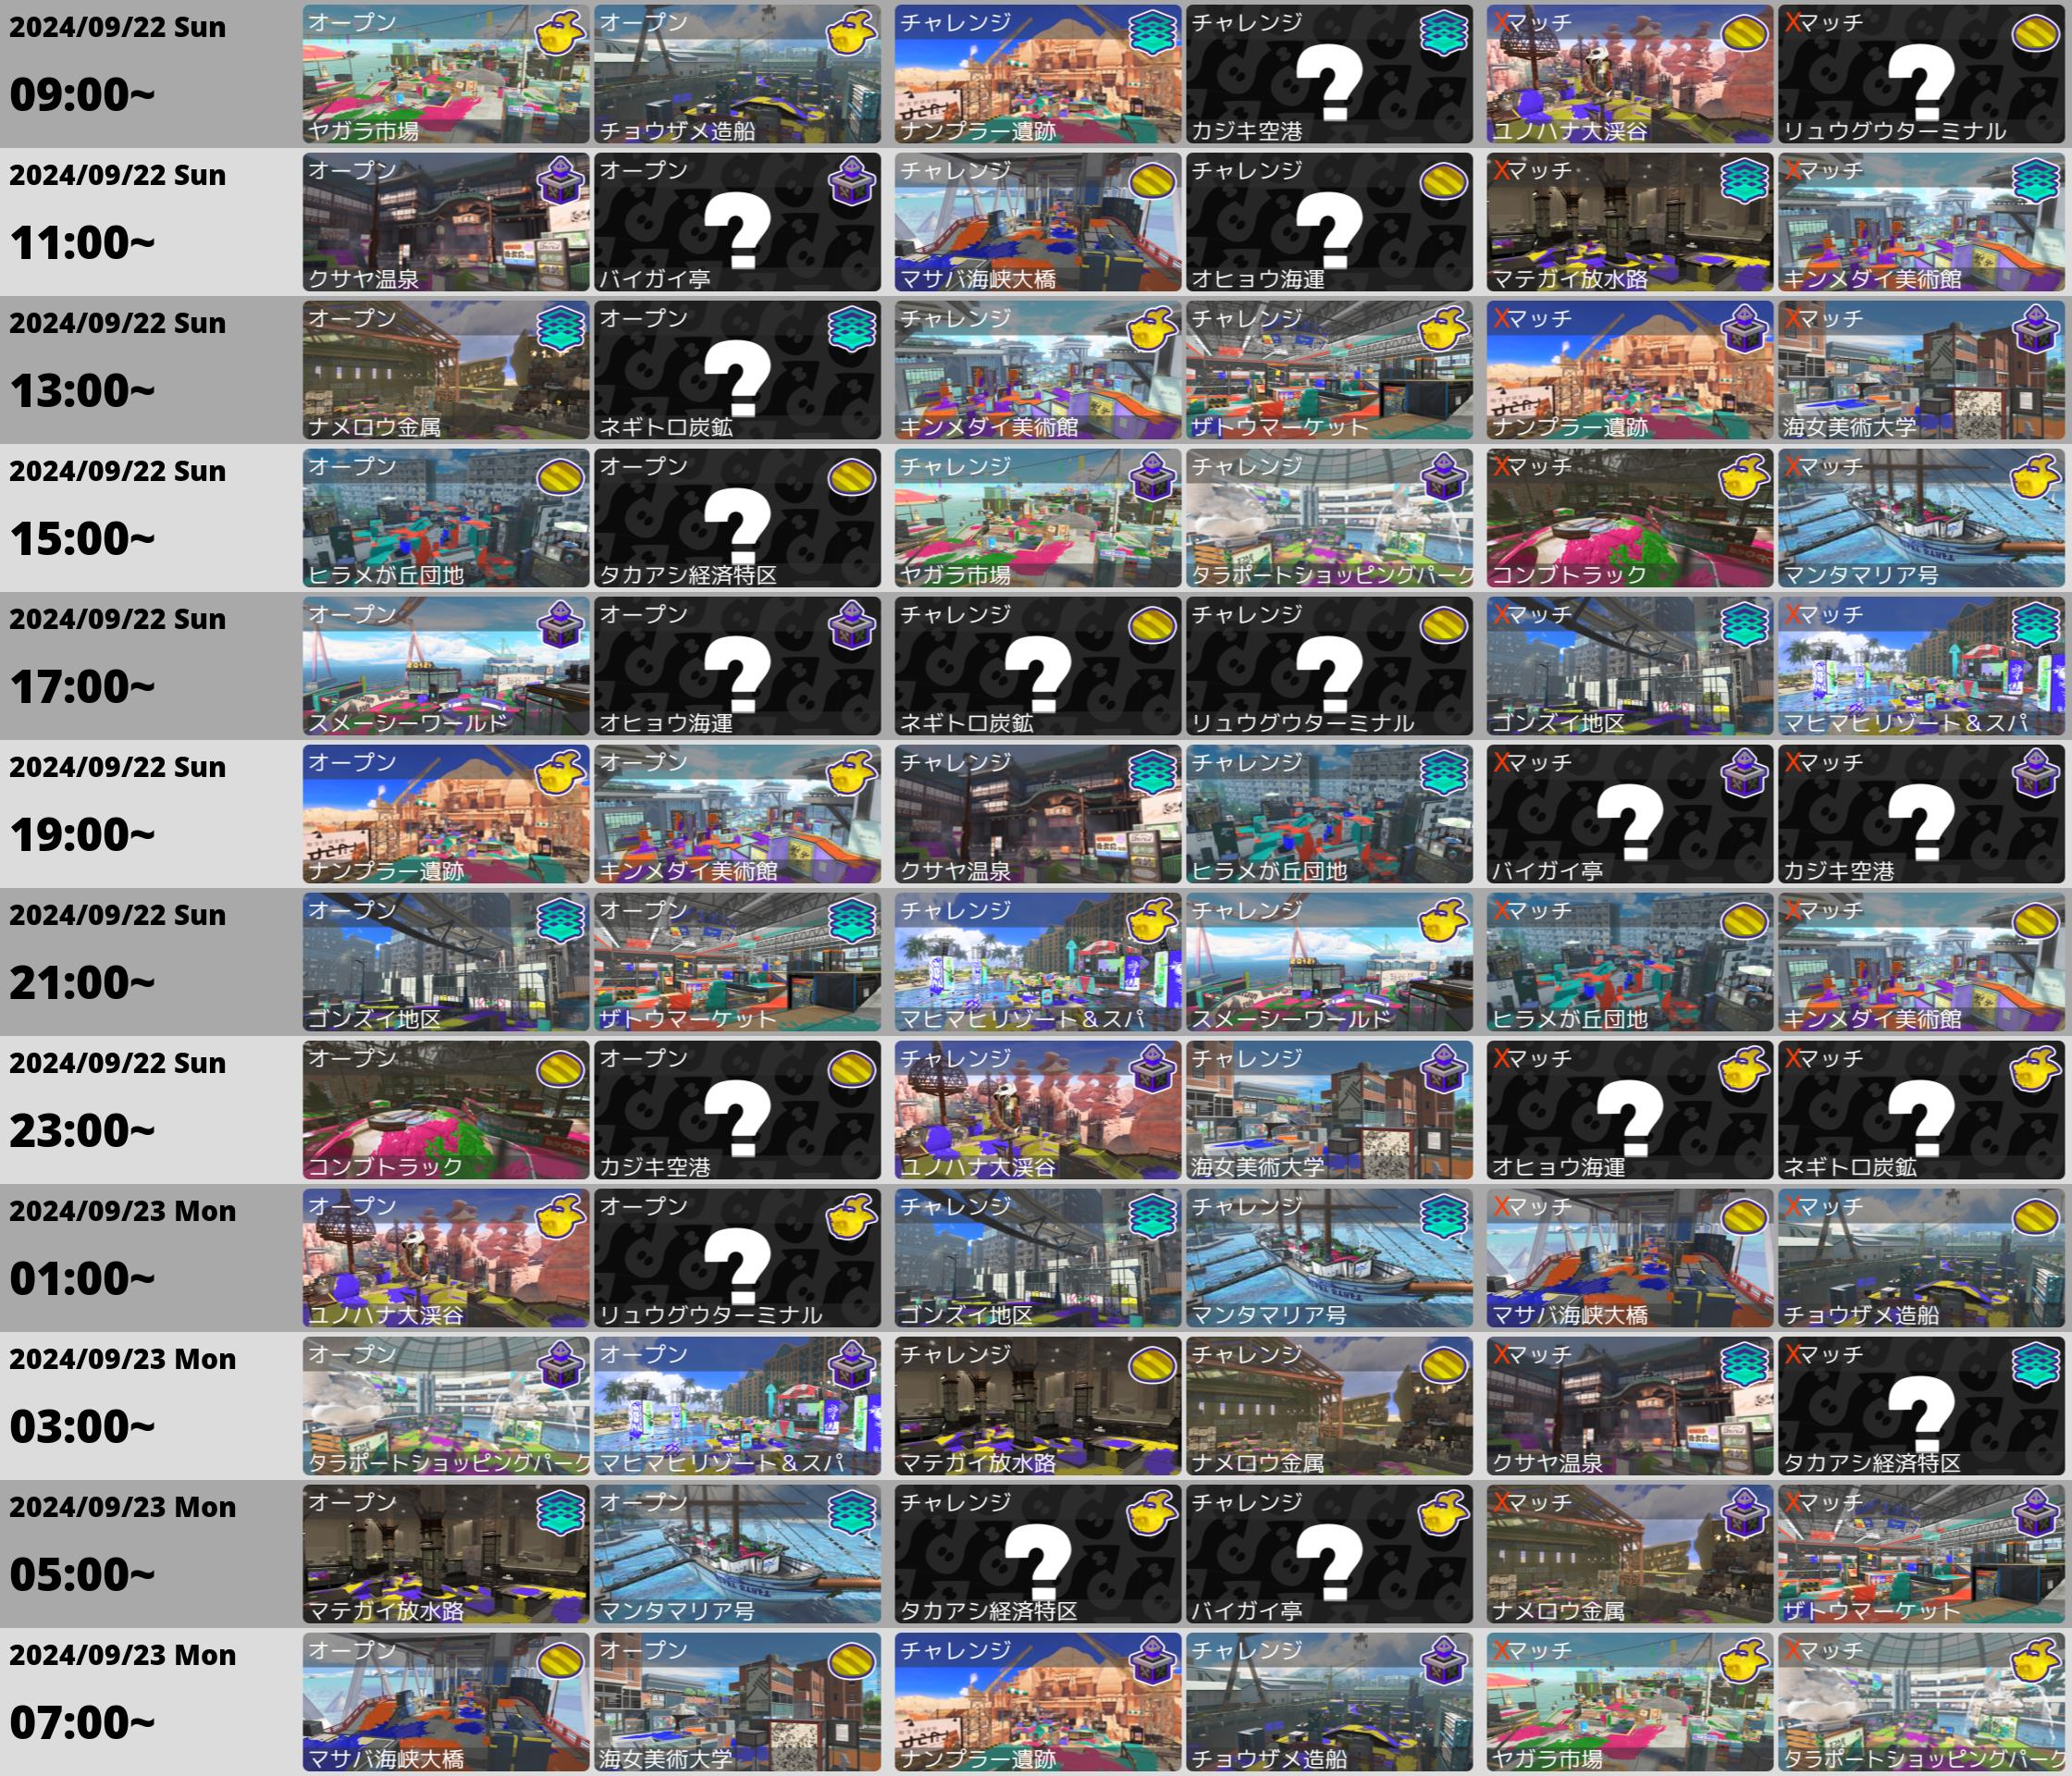 2024/09/22 Sun
09:00~
オープン オープン チャレンジ チャレンジ Xマッチ Xマッチ
ヤガラ市場 チョウザメ造船 ナンプラー遺跡 カジキ空港 ユノハナ大渓谷 リュウグウターミナル
2024/09/22 Sun
11:00~
オープン オープン チャレンジ チャレンジ Xマッチ Xマッチ
クサヤ温泉 バイガイ亭 マサバ海峡大橋 オヒョウ海運 マテガイ放水路 キンメダイ美術館
2024/09/22 Sun
13:00~
オープン オープン チャレンジ チャレンジ Xマッチ Xマッチ
ナメロウ金属 ネギトロ炭鉱 キンメダイ美術館 ザトウマーケット ナンプラー遺跡 海女美術大学
2024/09/22 Sun
15:00~
オープン オープン チャレンジ チャレンジ Xマッチ Xマッチ
ヒラメが丘団地 タカアシ経済特区 ヤガラ市場 タラポートショッピングパーク コンブトラック マンタマリア号
2024/09/22 Sun
17:00~
オープン オープン チャレンジ チャレンジ Xマッチ Xマッチ
スメーシーワールド オヒョウ海運 ネギトロ炭鉱 リュウグウターミナル ゴンズイ地区 マヒマヒリゾート＆スパ
2024/09/22 Sun
19:00~
オープン オープン チャレンジ チャレンジ Xマッチ Xマッチ
ナンプラー遺跡 キンメダイ美術館 クサヤ温泉 ヒラメが丘団地 バイガイ亭 カジキ空港
2024/09/22 Sun
21:00~
オープン オープン チャレンジ チャレンジ Xマッチ Xマッチ
ゴンズイ地区 ザトウマーケット マヒマヒリゾート＆スパ スメーシーワールド ヒラメが丘団地 キンメダイ美術館
2024/09/22 Sun
23:00~
オープン オープン チャレンジ チャレンジ Xマッチ Xマッチ
コンブトラック カジキ空港 ユノハナ大渓谷 海女美術大学 オヒョウ海運 ネギトロ炭鉱
2024/09/23 Mon
01:00~
オープン オープン チャレンジ チャレンジ Xマッチ Xマッチ
ユノハナ大渓谷 リュウグウターミナル ゴンズイ地区 マンタマリア号 マサバ海峡大橋 チョウザメ造船
2024/09/23 Mon
03:00~
オープン オープン チャレンジ チャレンジ Xマッチ Xマッチ
タラポートショッピングパーク マヒマヒリゾート＆スパ マテガイ放水路 ナメロウ金属 クサヤ温泉 タカアシ経済特区
2024/09/23 Mon
05:00~
オープン オープン チャレンジ チャレンジ Xマッチ Xマッチ
マテガイ放水路 マンタマリア号 タカアシ経済特区 バイガイ亭 ナメロウ金属 ザトウマーケット
2024/09/23 Mon
07:00~
オープン オープン チャレンジ チャレンジ Xマッチ Xマッチ
マサバ海峡大橋 海女美術大学 ナンプラー遺跡 チョウザメ造船 ヤガラ市場 タラポートショッピングパーク